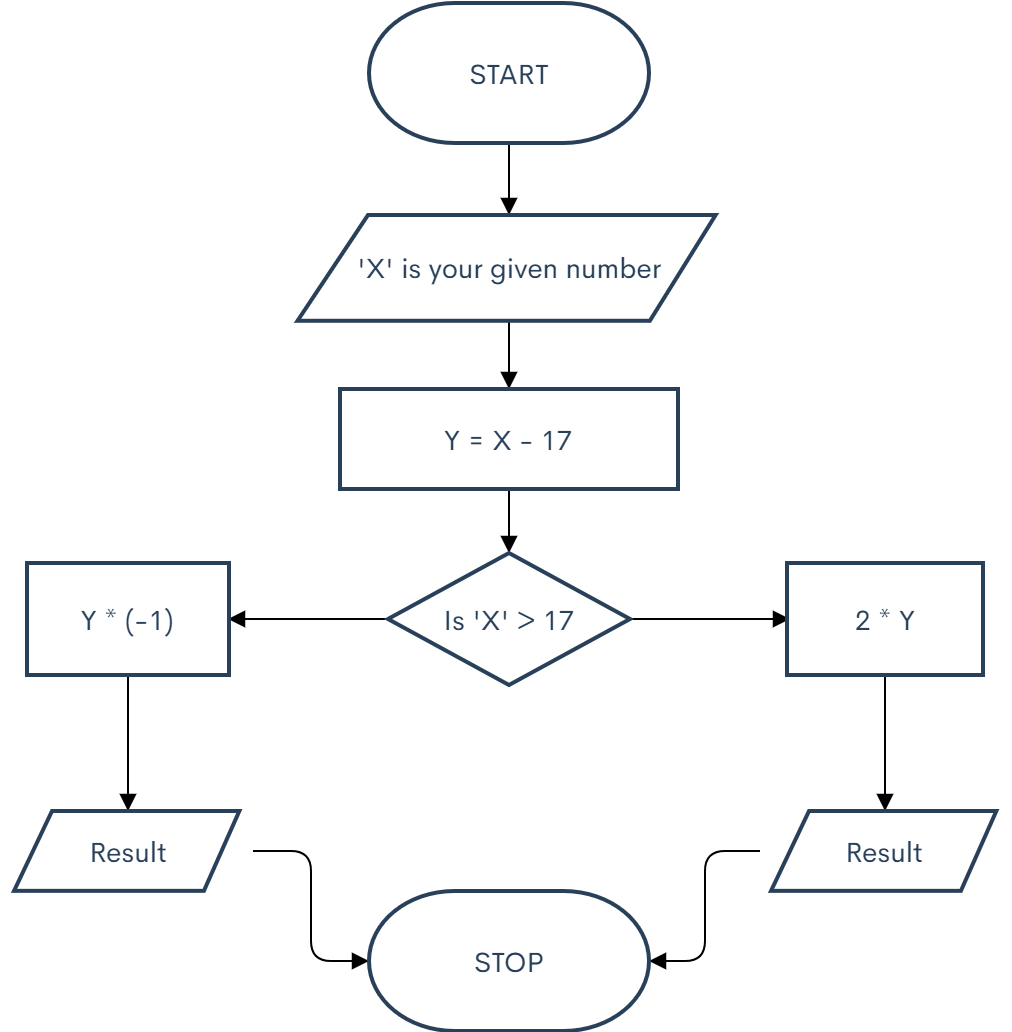 START
'X' is your given number
Y = X - 17
Y * (-1)
Is 'X' > 17
2 * Y
Result
Result
STOP